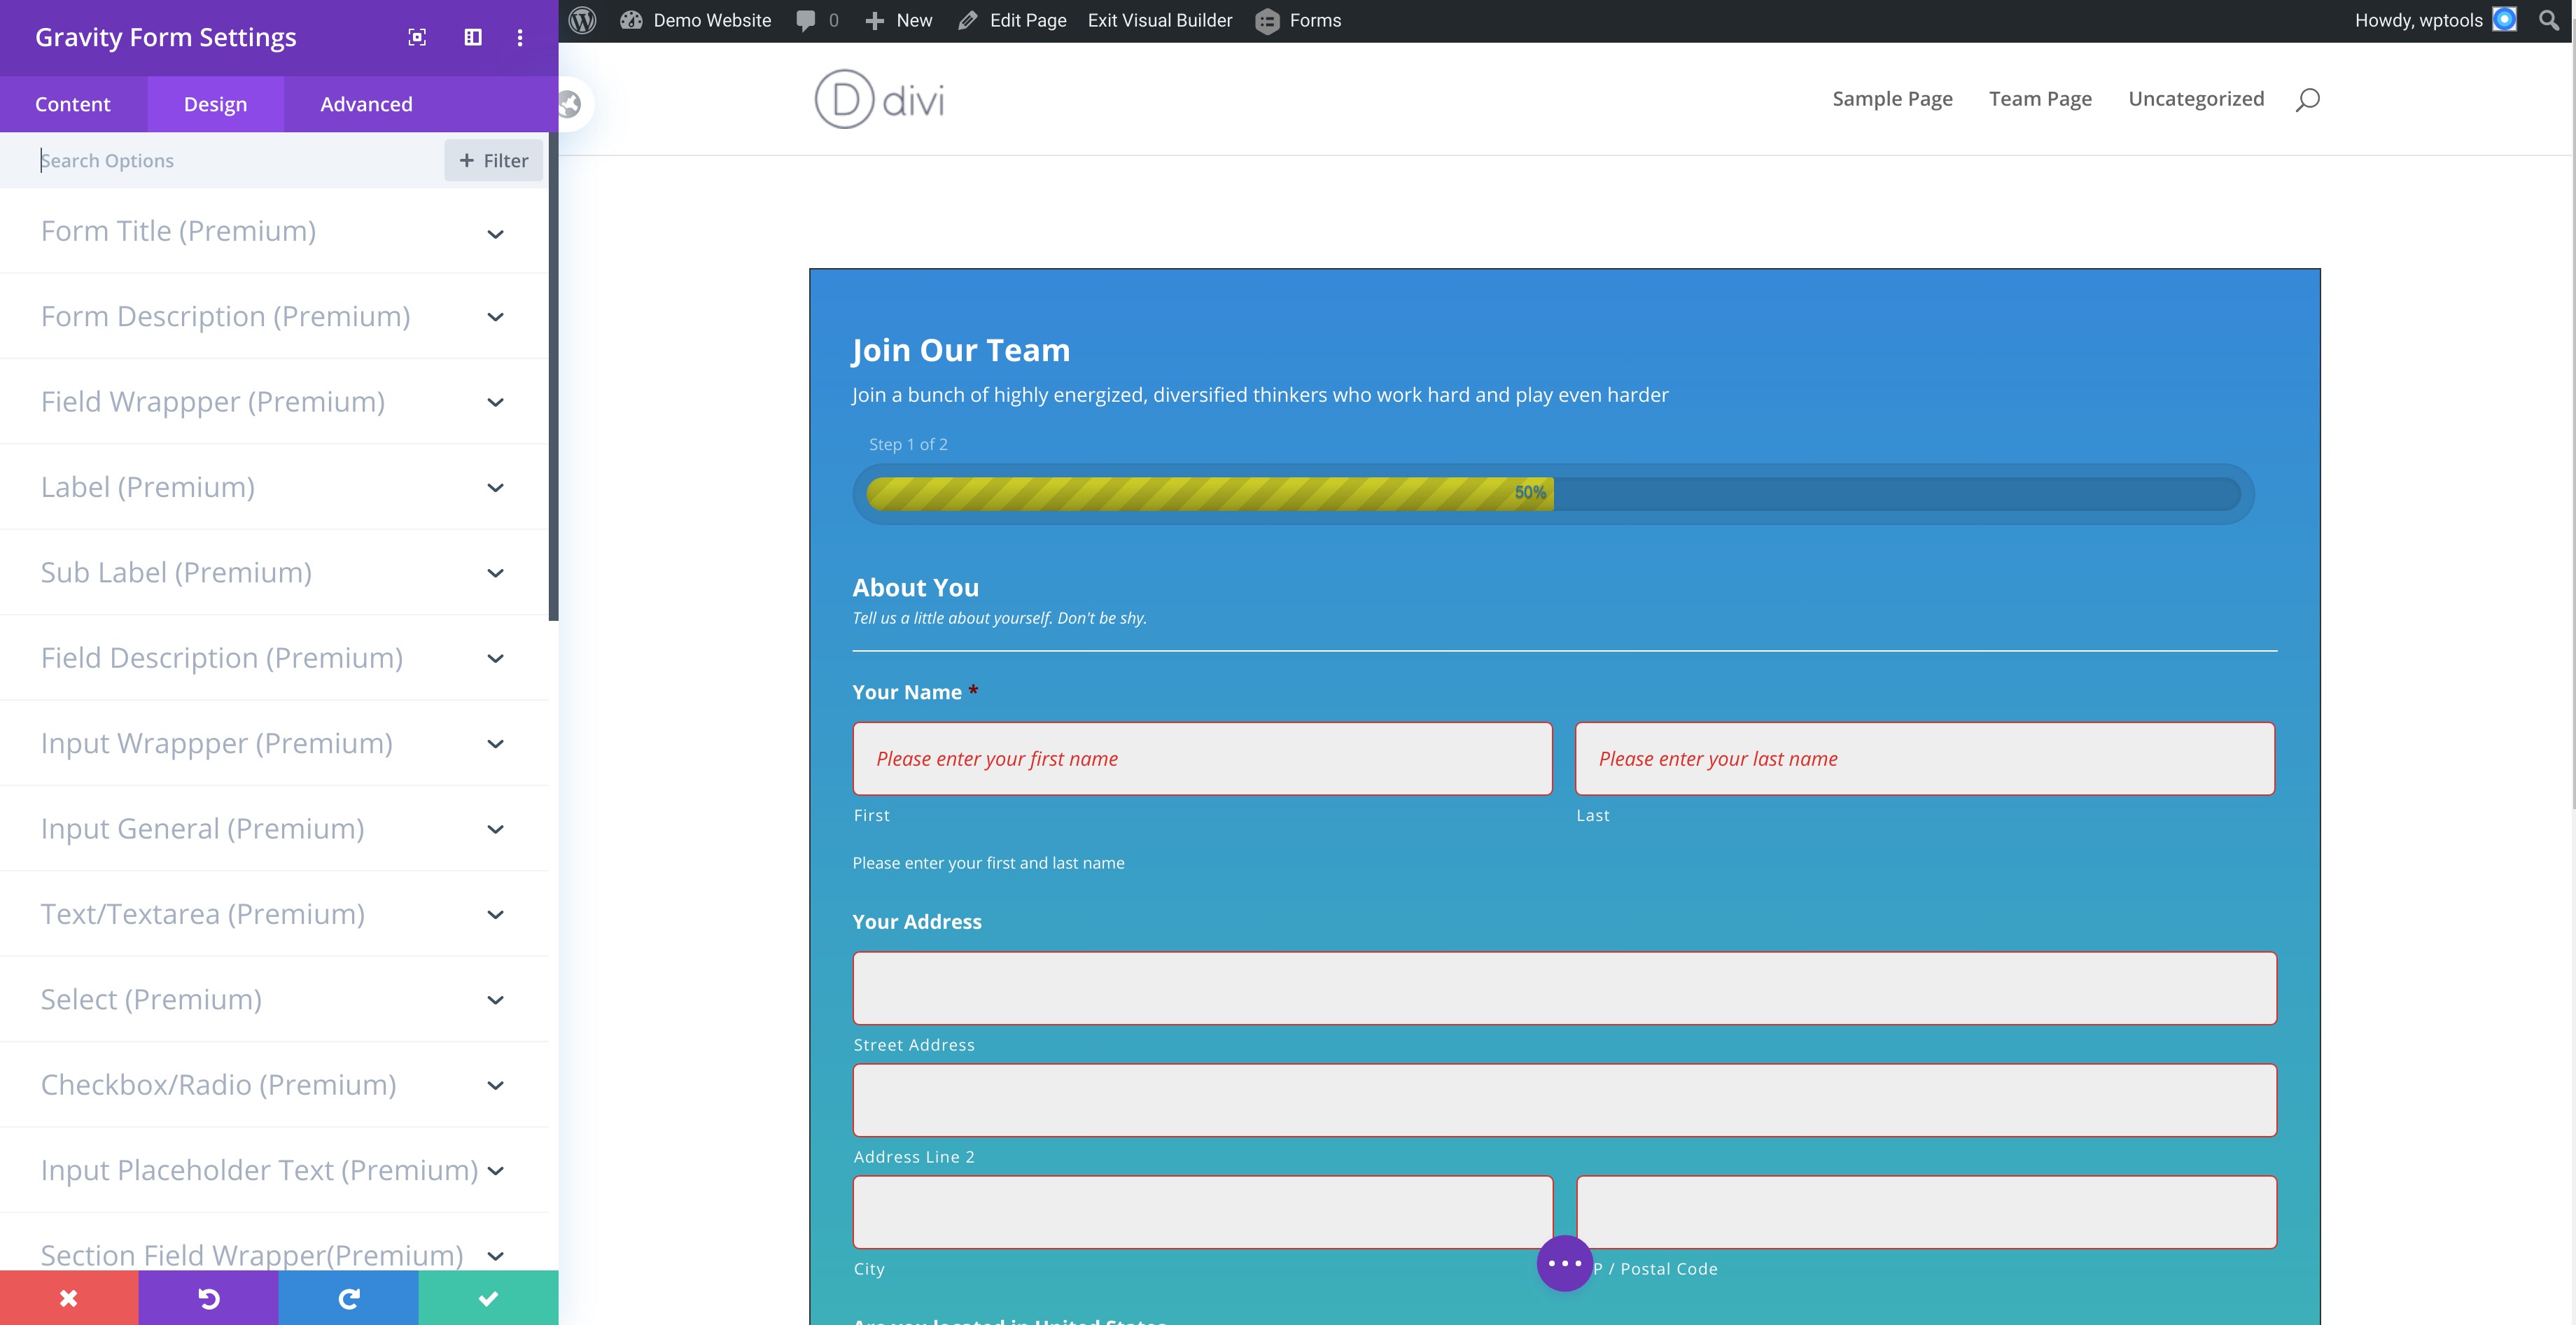 Gravity Form Settings
Content Design Advanced
Search Options
+ Filter
Form Title (Premium)
Form Description (Premium)
Field Wrappper (Premium)
Label (Premium)
Sub Label (Premium)
Field Description (Premium)
Input Wrappper (Premium)
Input General (Premium)
Text/Textarea (Premium)
Select (Premium)
Checkbox/Radio (Premium)
Input Placeholder Text (Premium)
Section Field Wrapper(Premium)
Demo Website 0 + New Edit Page Exit Visual Builder Forms Howdy, wptools
D divi
Sample Page Team Page Uncategorized
Join Our Team
Join a bunch of highly energized, diversified thinkers who work hard and play even harder
Step 1 of 2
50%
About You
Tell us a little about yourself. Don't be shy.
Your Name *
Please enter your first name Please enter your last name
First Last
Please enter your first and last name
Your Address
Street Address
Address Line 2
City P / Postal Code
Are you located in United States